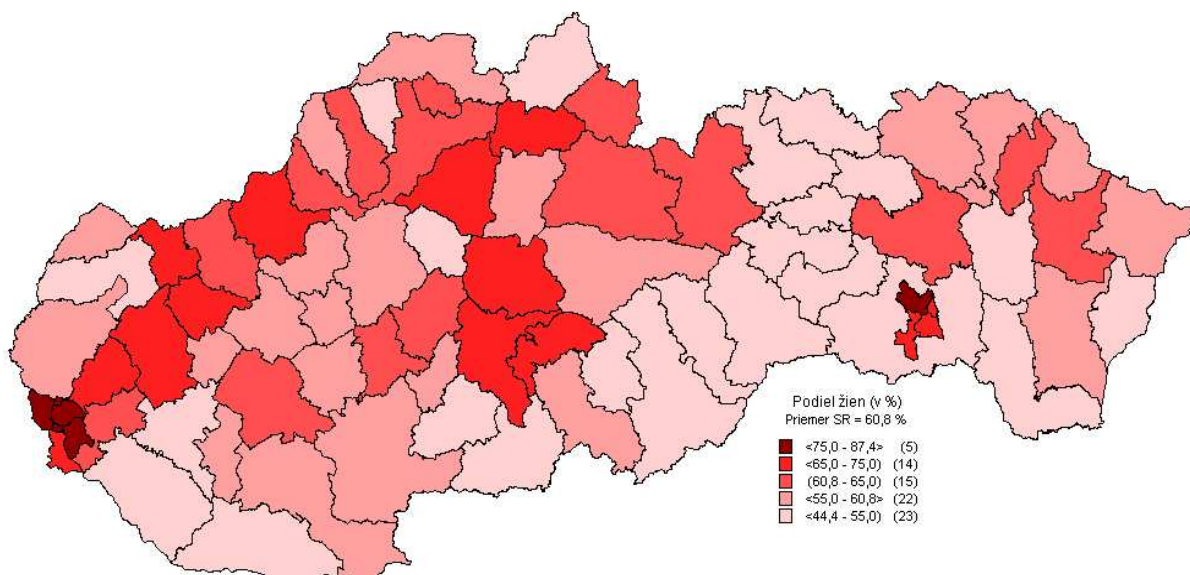 Podiel žien (v %)
Priemer SR = 60,8 %
<75,0 - 87,4> (5)
<65,0 - 75,0) (14)
(60,8 - 65,0) (15)
<55,0 - 60,8> (22)
<44,4 - 55,0) (23)